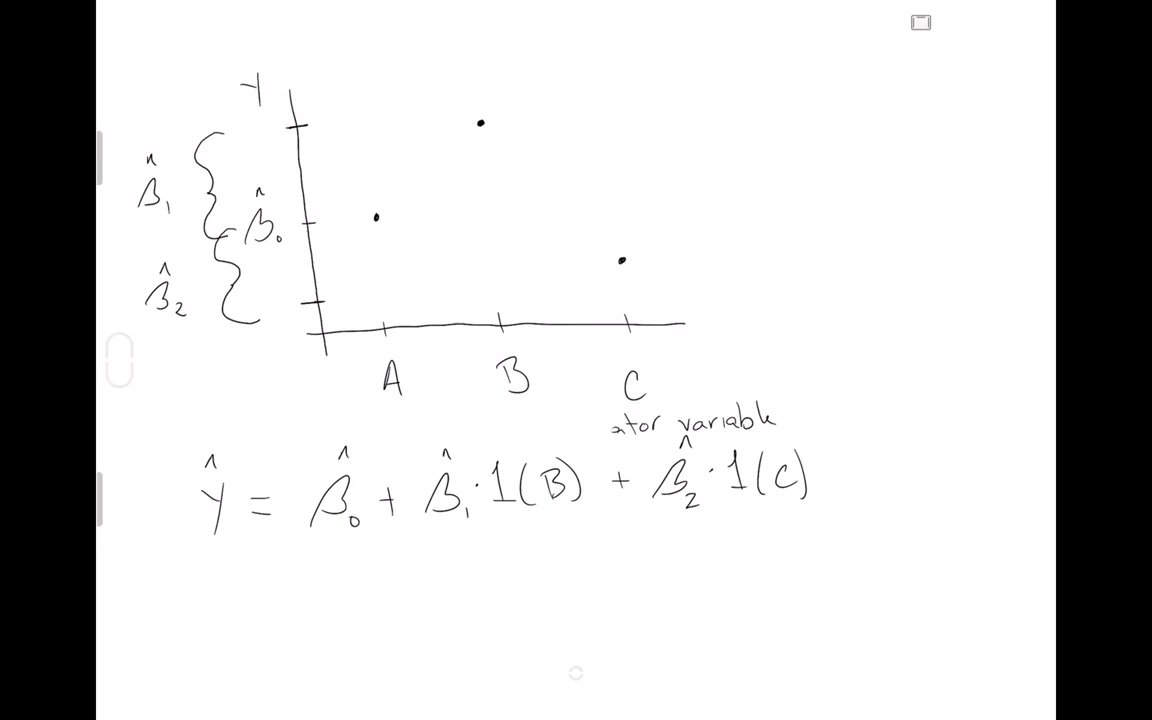 Y
β̂₁
β̂₀
β̂₂
A B C
ator variable
Ŷ = β̂₀ + β̂₁ · 1(B) + β̂₂ · 1(C)